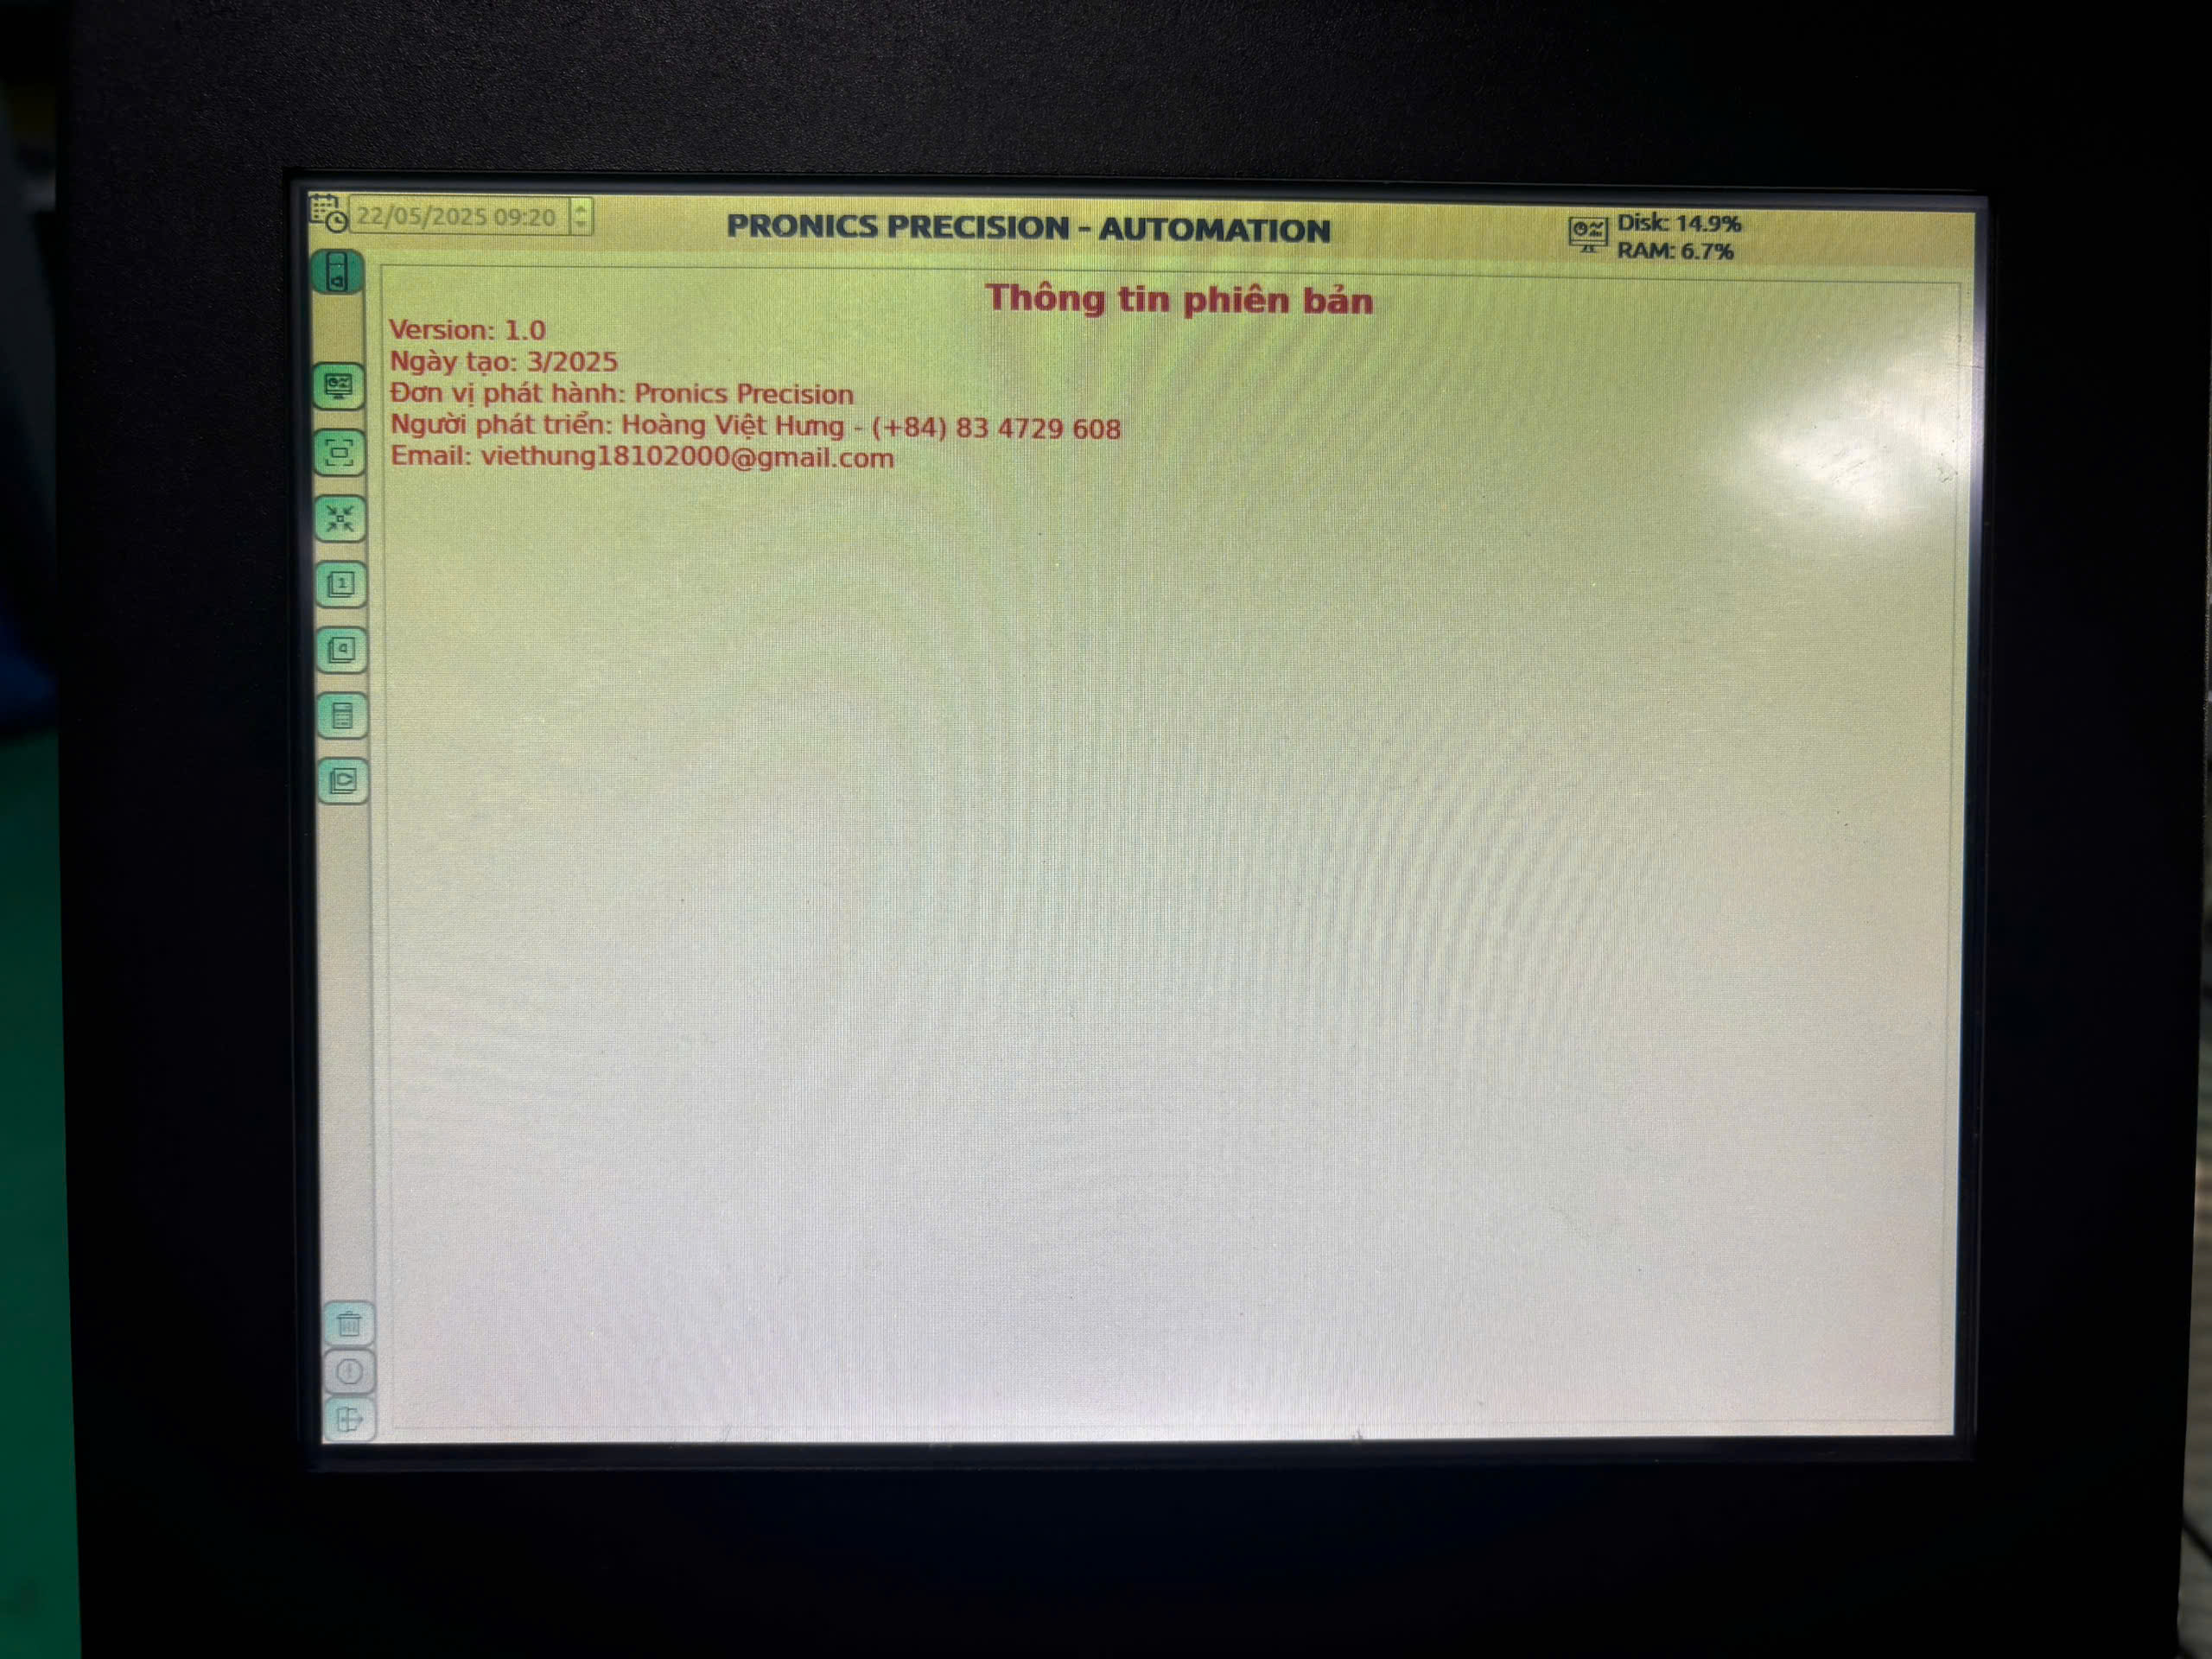 22/05/2025 09:20
PRONICS PRECISION - AUTOMATION
Disk: 14.9%
RAM: 6.7%
Thông tin phiên bản
Version: 1.0
Ngày tạo: 3/2025
Đơn vị phát hành: Pronics Precision
Người phát triển: Hoàng Việt Hưng - (+84) 83 4729 608
Email: viethung18102000@gmail.com
1